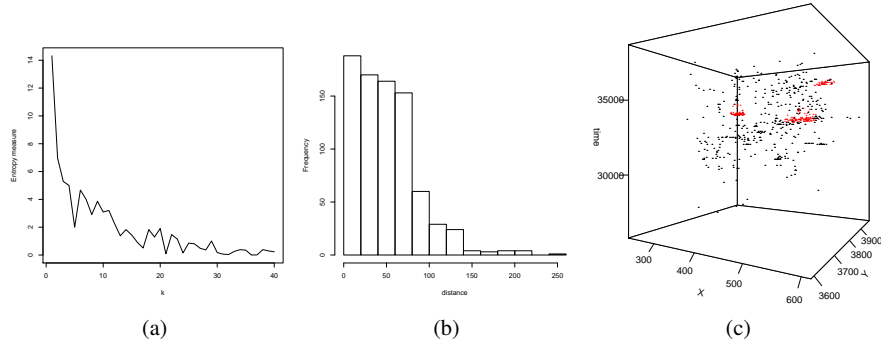 14
12
10
8
6
4
2
0
Entropy measure
0 10 20 30 40
k
(a)
150
100
50
0
Frequency
0 50 100 150 200 250
distance
(b)
35000
30000
time
300
400
500
600
X
3600
3700
3800
3900
Y
(c)